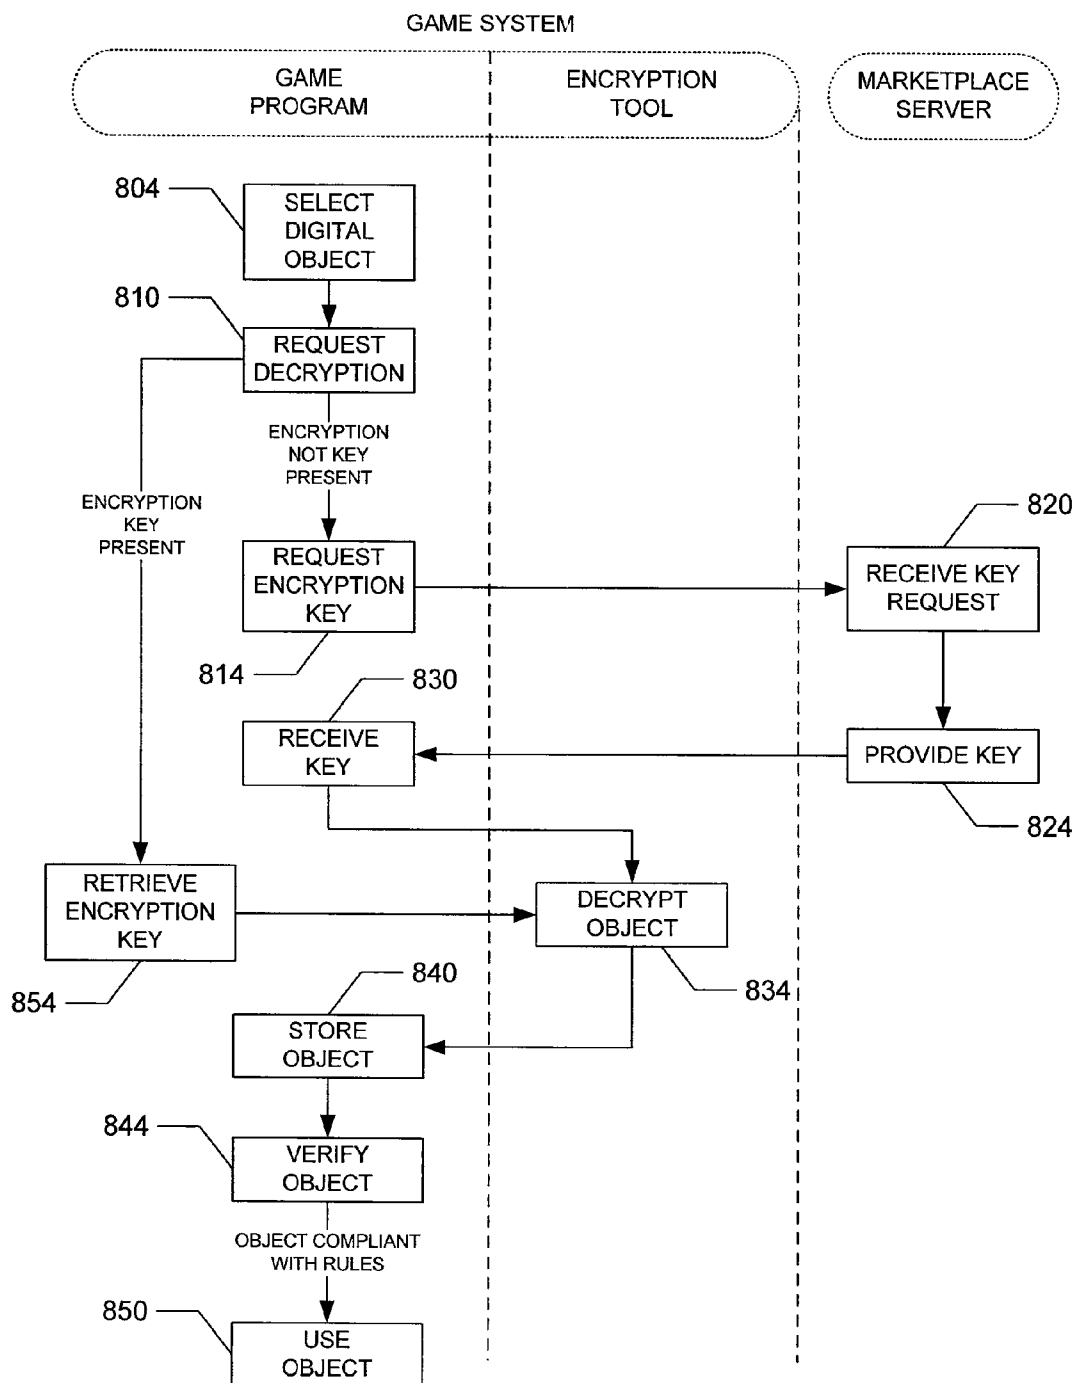 GAME SYSTEM
GAME
PROGRAM
ENCRYPTION
TOOL
MARKETPLACE
SERVER
804
SELECT
DIGITAL
OBJECT
810
REQUEST
DECRYPTION
ENCRYPTION
NOT KEY
PRESENT
ENCRYPTION
KEY
PRESENT
820
REQUEST
ENCRYPTION
KEY
RECEIVE KEY
REQUEST
814
830
RECEIVE
KEY
PROVIDE KEY
824
RETRIEVE
ENCRYPTION
KEY
DECRYPT
OBJECT
854
840
834
STORE
OBJECT
844
VERIFY
OBJECT
OBJECT COMPLIANT
WITH RULES
850
USE
OBJECT